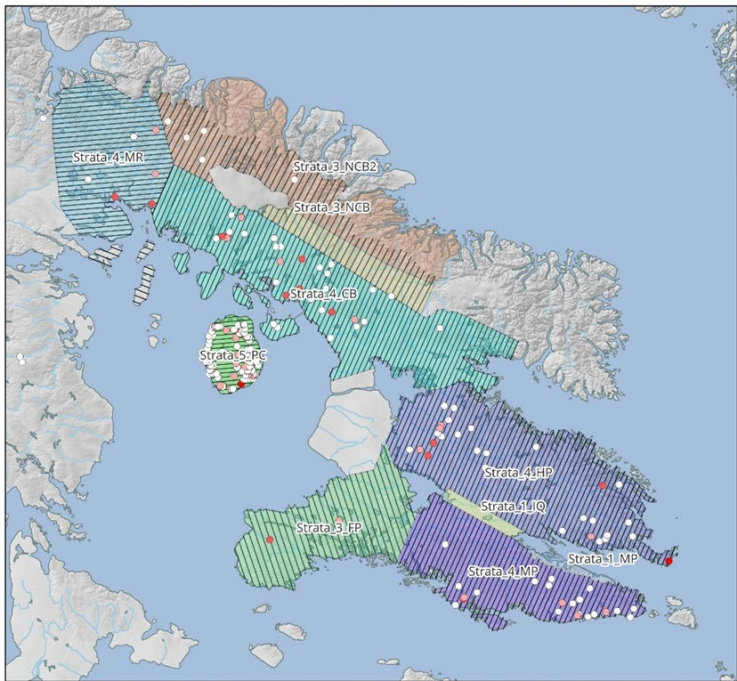 Strata_4_MR
Strata_3_NCB2
Strata_3_NCB
Strata_4_CB
Strata_5_PC
Strata_4_HP
Strata_1_IQ
Strata_3_FP
Strata_1_MP
Strata_4_MP